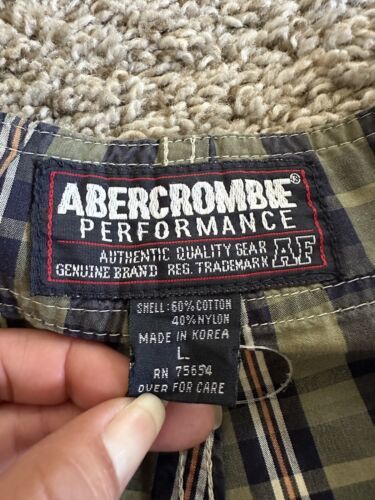 ABERCROMBIE®
PERFORMANCE
AUTHENTIC QUALITY GEAR
GENUINE BRAND REG. TRADEMARK AF
SHELL: 60% COTTON
40% NYLON
MADE IN KOREA
L
RN 75654
OVER FOR CARE